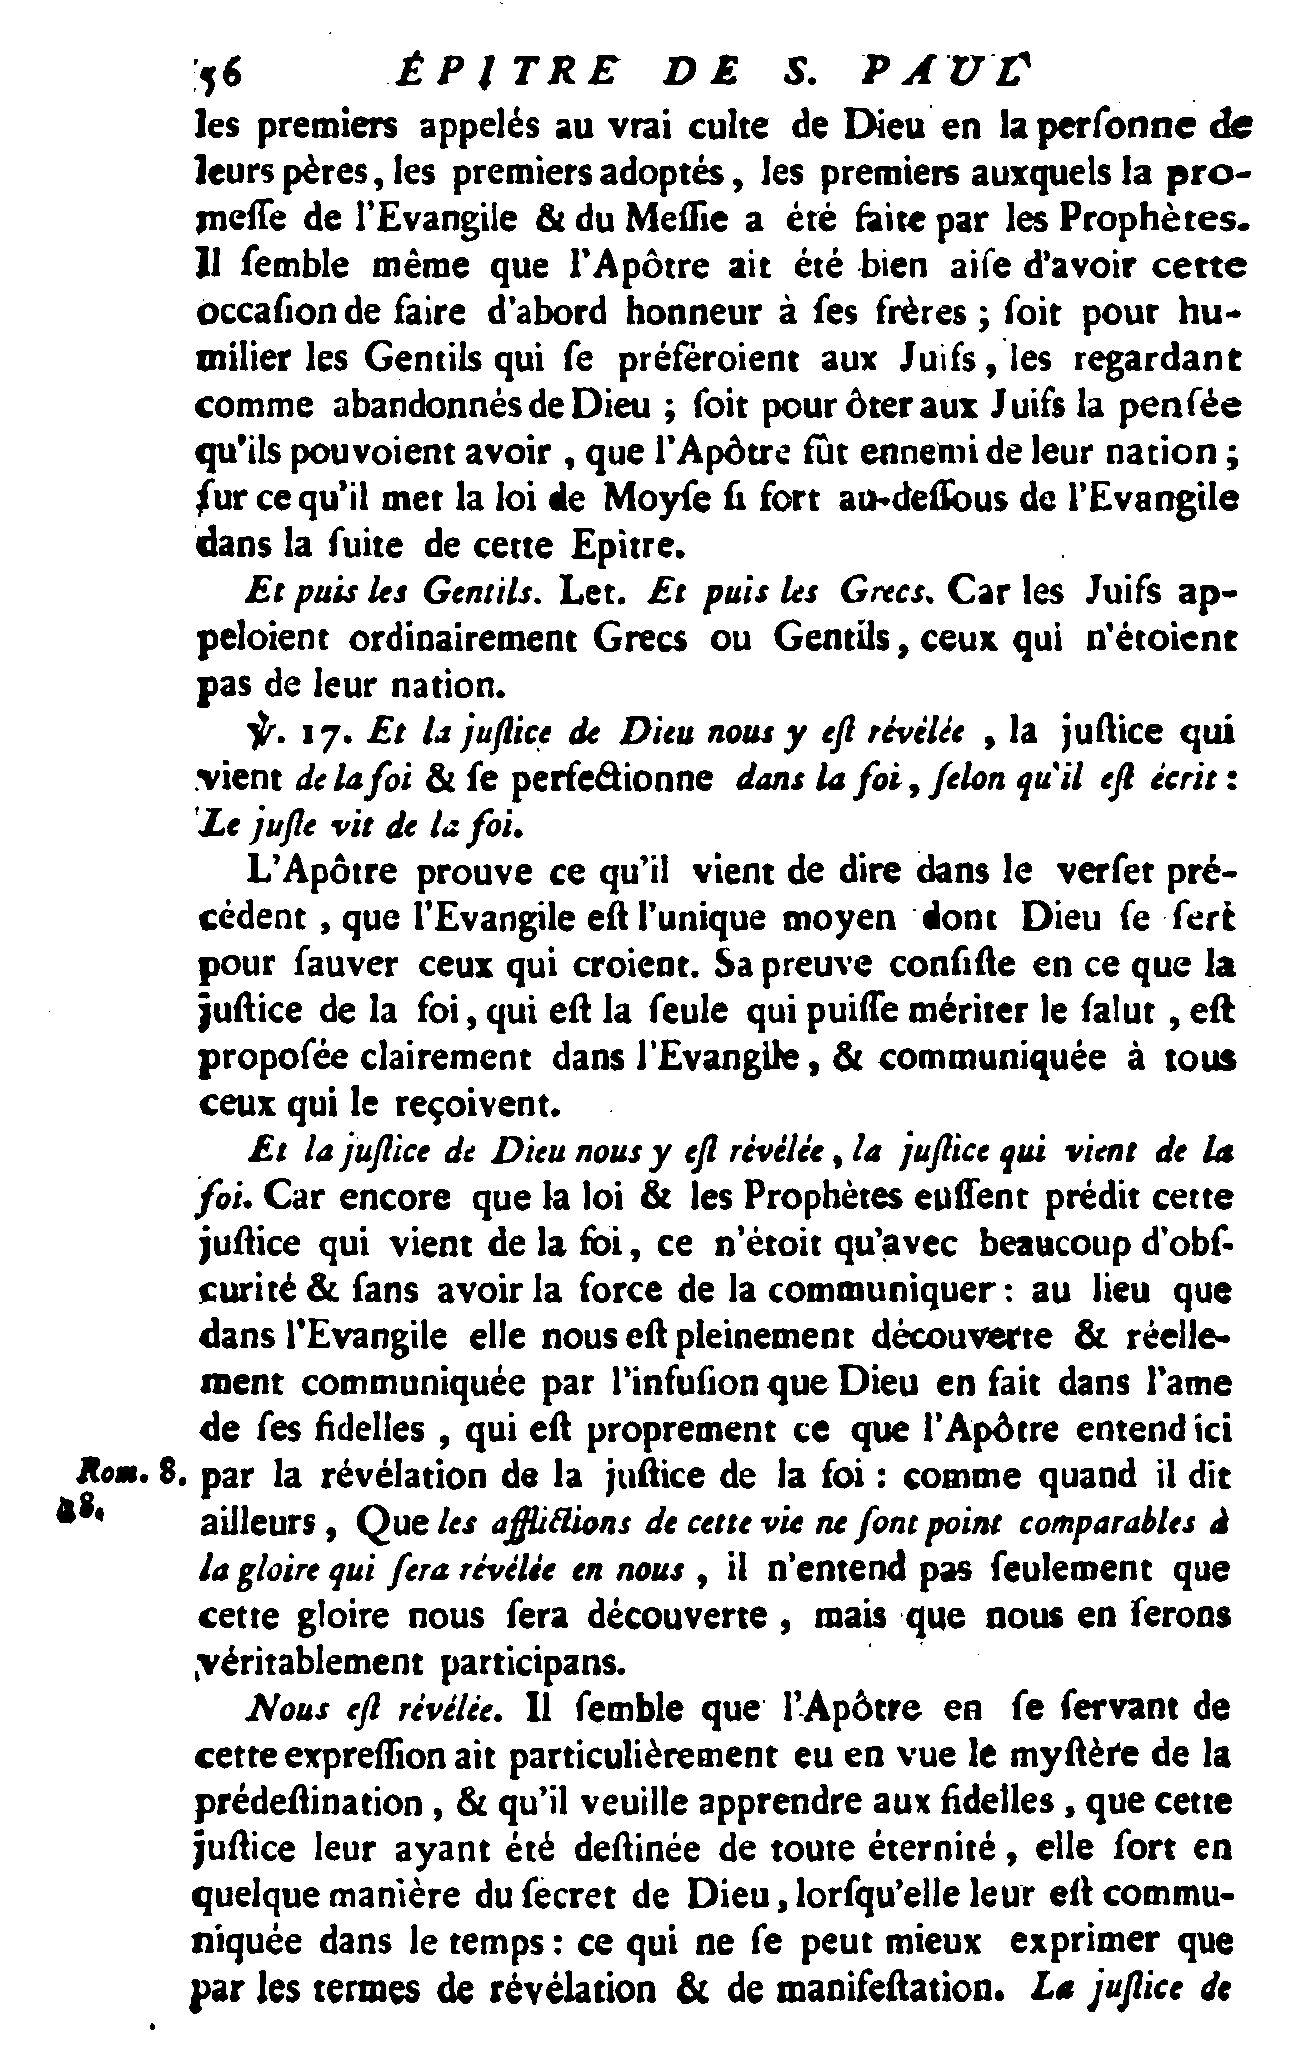 56 ÉPITRE DE S. PAUL
les premiers appelés au vrai culte de Dieu en la perſonne de
leurs pères, les premiers adoptés, les premiers auxquels la pro-
meſſe de l'Evangile & du Meſſie a été faite par les Prophètes.
Il ſemble même que l'Apôtre ait été bien aiſe d'avoir cette
occaſion de faire d'abord honneur à ſes frères ; ſoit pour hu-
milier les Gentils qui ſe préfèroient aux Juifs, les regardant
comme abandonnés de Dieu ; ſoit pour ôter aux Juifs la penſée
qu'ils pouvoient avoir, que l'Apôtre fût ennemi de leur nation ;
ſur ce qu'il met la loi de Moyſe ſi fort au-deſſous de l'Evangile
dans la ſuite de cette Epître.
Et puis les Gentils. Let. Et puis les Grecs. Car les Juifs ap-
peloient ordinairement Grecs ou Gentils, ceux qui n'étoient
pas de leur nation.
℣. 17. Et la juſtice de Dieu nous y eſt révélée, la juſtice qui
vient de la foi & ſe perfectionne dans la foi, ſelon qu'il eſt écrit :
Le juſte vit de la foi.
L'Apôtre prouve ce qu'il vient de dire dans le verſet pré-
cédent, que l'Evangile eſt l'unique moyen dont Dieu ſe ſert
pour ſauver ceux qui croient. Sa preuve conſiſte en ce que la
juſtice de la foi, qui eſt la ſeule qui puiſſe mériter le ſalut, eſt
propoſée clairement dans l'Evangile, & communiquée à tous
ceux qui le reçoivent.
Et la juſtice de Dieu nous y eſt révélée, la juſtice qui vient de la
foi. Car encore que la loi & les Prophètes euſſent prédit cette
juſtice qui vient de la foi, ce n'étoit qu'avec beaucoup d'obſ-
curité & ſans avoir la force de la communiquer : au lieu que
dans l'Evangile elle nous eſt pleinement découverte & réelle-
ment communiquée par l'infuſion que Dieu en fait dans l'ame
de ſes fidelles, qui eſt proprement ce que l'Apôtre entend ici
Rom. 8. par la révélation de la juſtice de la foi : comme quand il dit
18. ailleurs, Que les afflictions de cette vie ne ſont point comparables à
la gloire qui ſera révélée en nous, il n'entend pas ſeulement que
cette gloire nous ſera découverte, mais que nous en ſerons
véritablement participans.
Nous eſt révélée. Il ſemble que l'Apôtre en ſe ſervant de
cette expreſſion ait particulièrement eu en vue le myſtère de la
prédeſtination, & qu'il veuille apprendre aux fidelles, que cette
juſtice leur ayant été deſtinée de toute éternité, elle ſort en
quelque manière du ſecret de Dieu, lorſqu'elle leur eſt commu-
niquée dans le temps : ce qui ne ſe peut mieux exprimer que
par les termes de révélation & de manifeſtation. La juſtice de